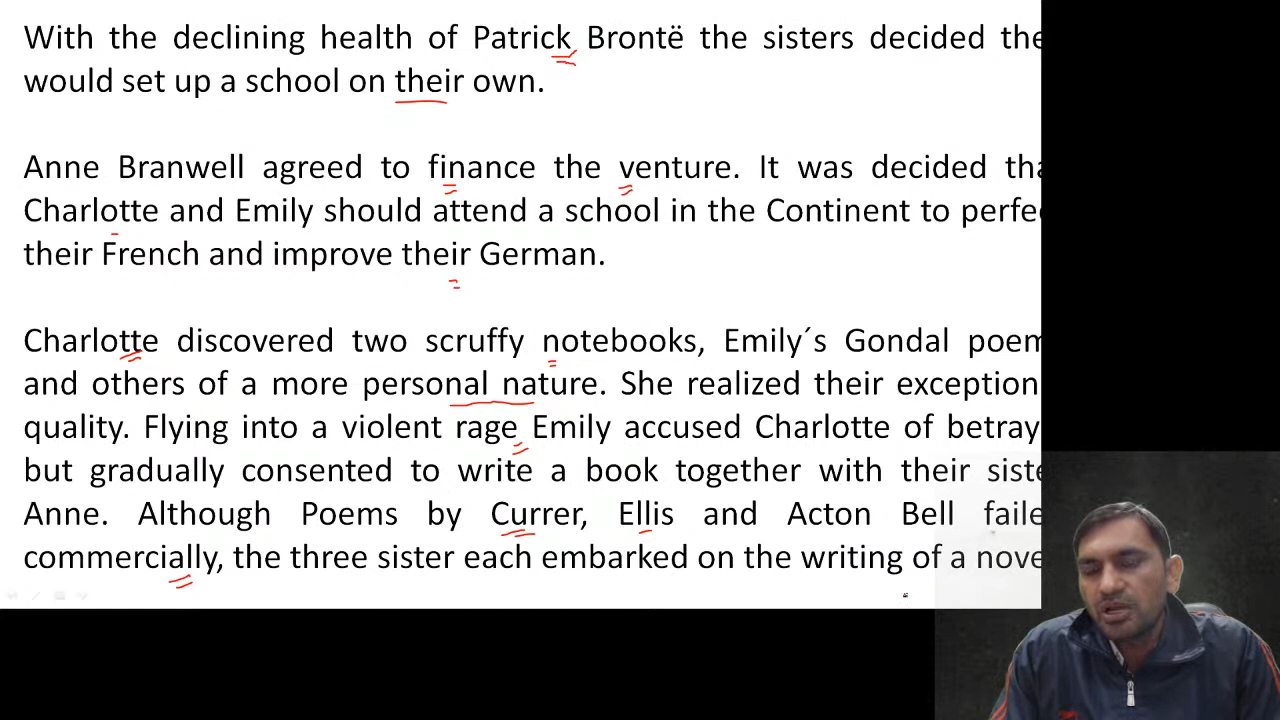 With the declining health of Patrick Brontë the sisters decided the
would set up a school on their own.
Anne Branwell agreed to finance the venture. It was decided tha
Charlotte and Emily should attend a school in the Continent to perfe
their French and improve their German.
Charlotte discovered two scruffy notebooks, Emily´s Gondal poem
and others of a more personal nature. She realized their exception
quality. Flying into a violent rage Emily accused Charlotte of betray
but gradually consented to write a book together with their siste
Anne. Although Poems by Currer, Ellis and Acton Bell faile
commercially, the three sister each embarked on the writing of a nove